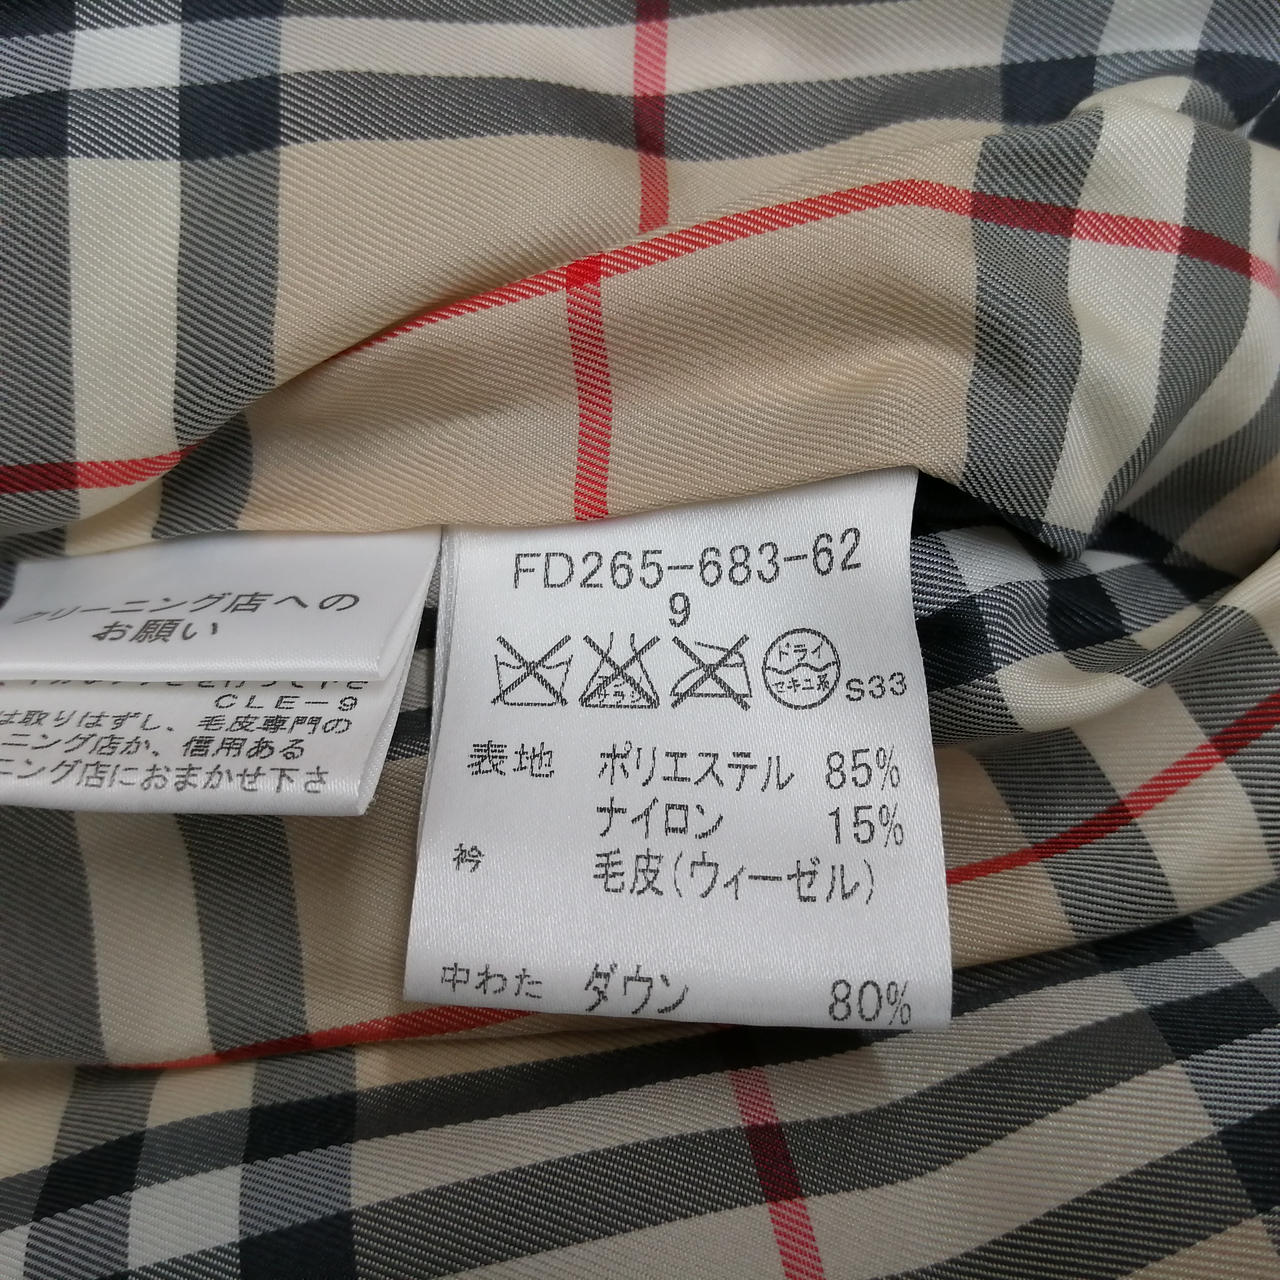 クリーニング店への
お願い
CLE-9
は取りはずし、毛皮専門の
ニング店か、信用ある
ニング店におまかせ下さ
FD265-683-62
9
サラシ
ドライ
セキユ系
S33
表地 ポリエステル 85%
ナイロン 15%
衿 毛皮(ウィーゼル)
中わた ダウン 80%